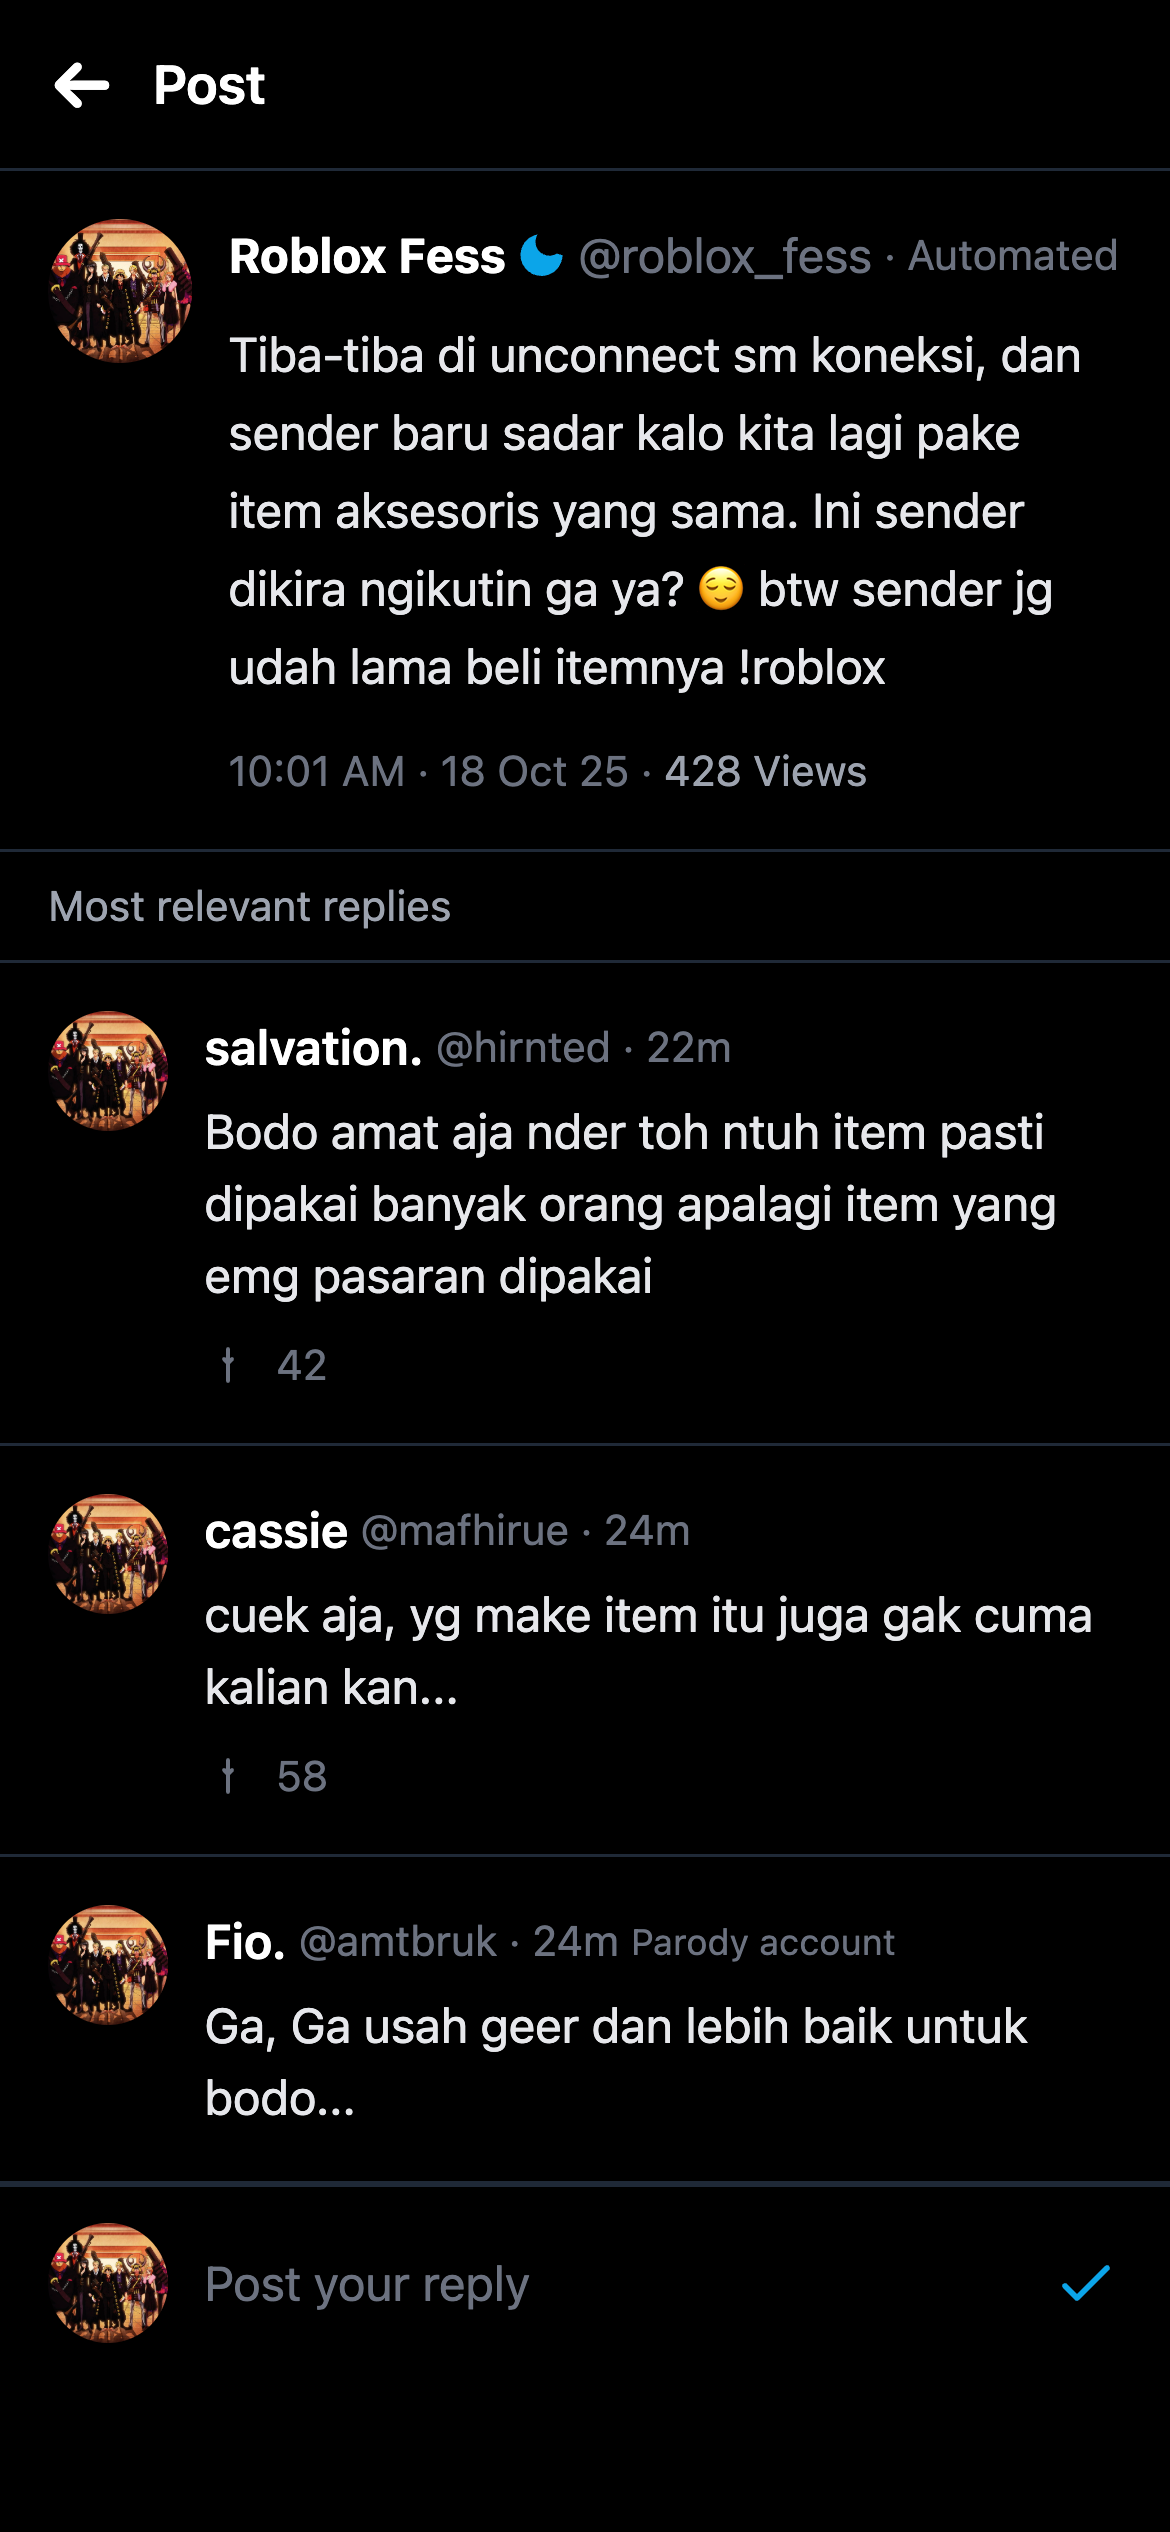 Post
Roblox Fess @roblox_fess · Automated
Tiba-tiba di unconnect sm koneksi, dan
sender baru sadar kalo kita lagi pake
item aksesoris yang sama. Ini sender
dikira ngikutin ga ya? 😌 btw sender jg
udah lama beli itemnya !roblox
10:01 AM · 18 Oct 25 · 428 Views
Most relevant replies
salvation. @hirnted · 22m
Bodo amat aja nder toh ntuh item pasti
dipakai banyak orang apalagi item yang
emg pasaran dipakai
42
cassie @mafhirue · 24m
cuek aja, yg make item itu juga gak cuma
kalian kan...
58
Fio. @amtbruk · 24m Parody account
Ga, Ga usah geer dan lebih baik untuk
bodo...
Post your reply